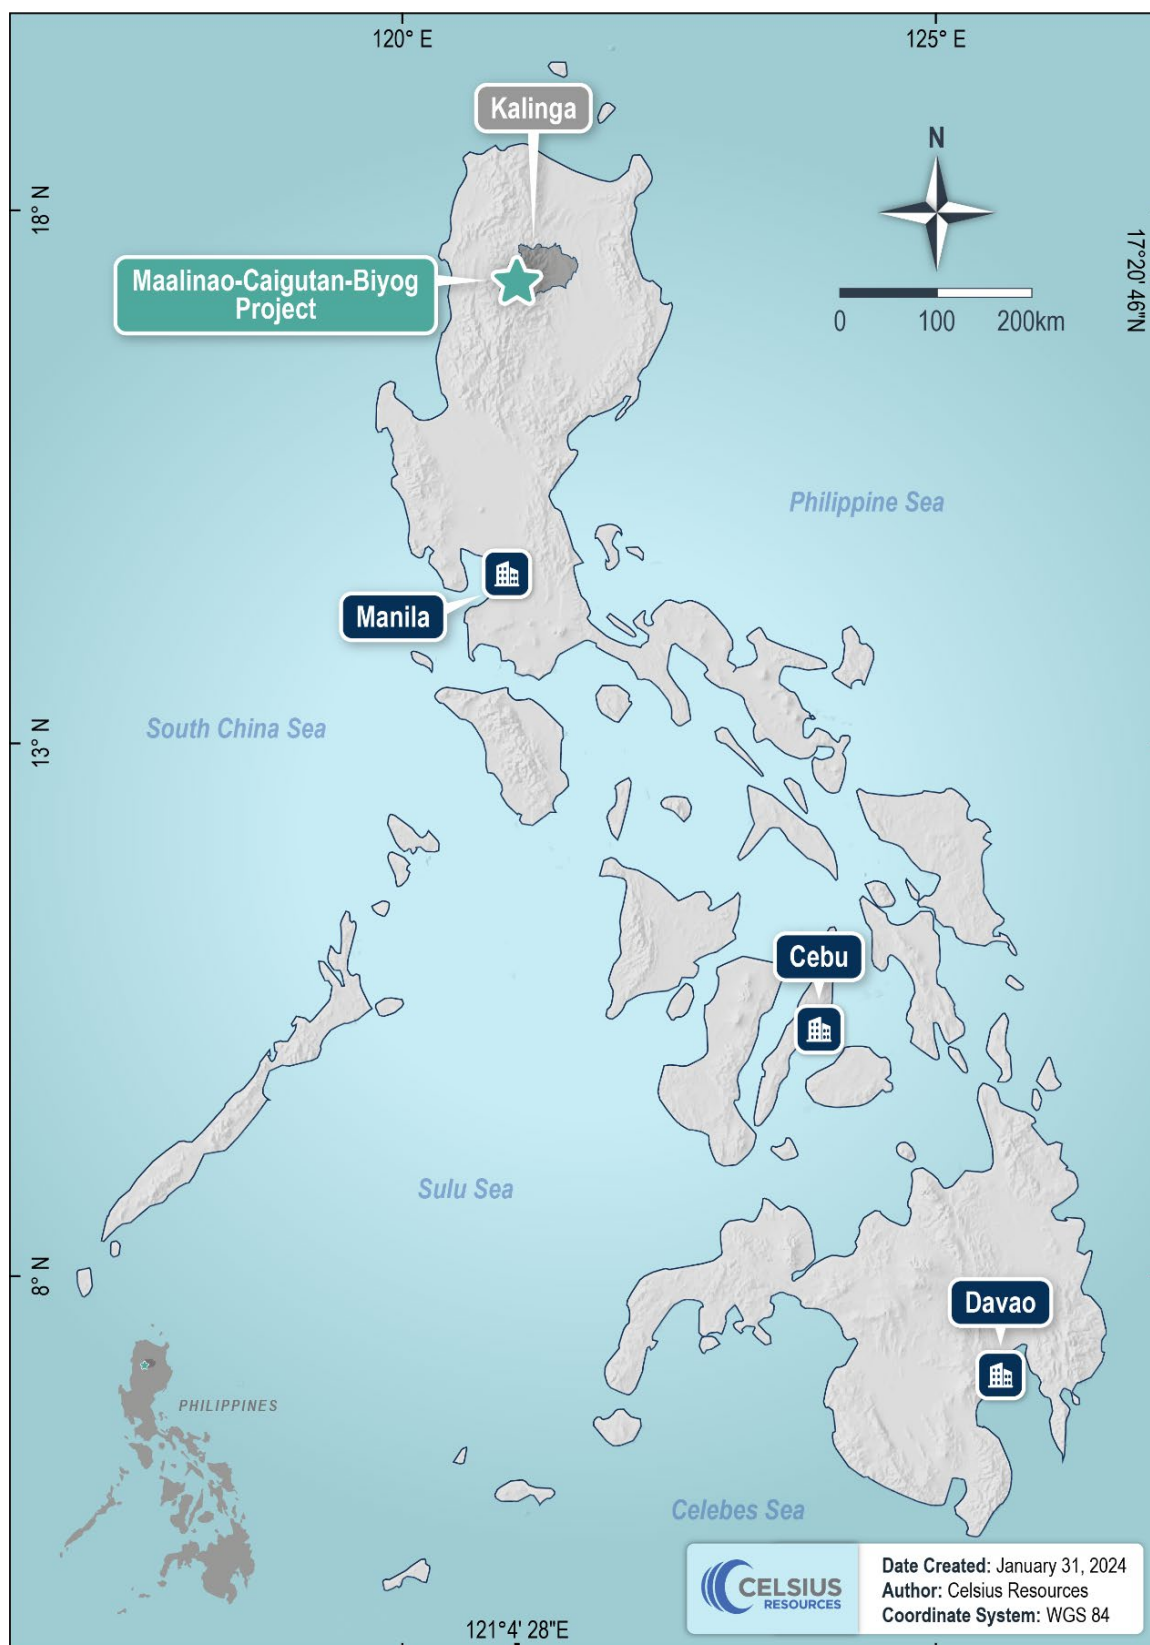 120° E
125° E
Kalinga
N
18° N
17°20' 46"N
Maalinao-Caigutan-Biyog
Project
0 100 200km
Philippine Sea
Manila
South China Sea
13° N
Cebu
Sulu Sea
8° N
Davao
PHILIPPINES
Celebes Sea
CELSIUS
RESOURCES
Date Created: January 31, 2024
Author: Celsius Resources
Coordinate System: WGS 84
121°4' 28"E